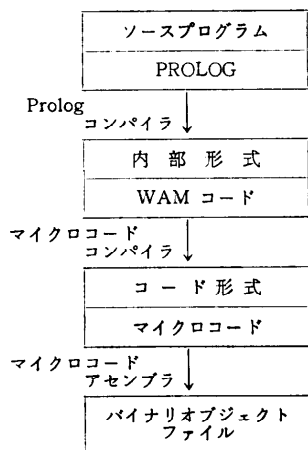 ソースプログラム
PROLOG
Prolog
コンパイラ
内部形式
WAM コード
マイクロコード
コンパイラ
コード形式
マイクロコード
マイクロコード
アセンブラ
バイナリオブジェクト
ファイル